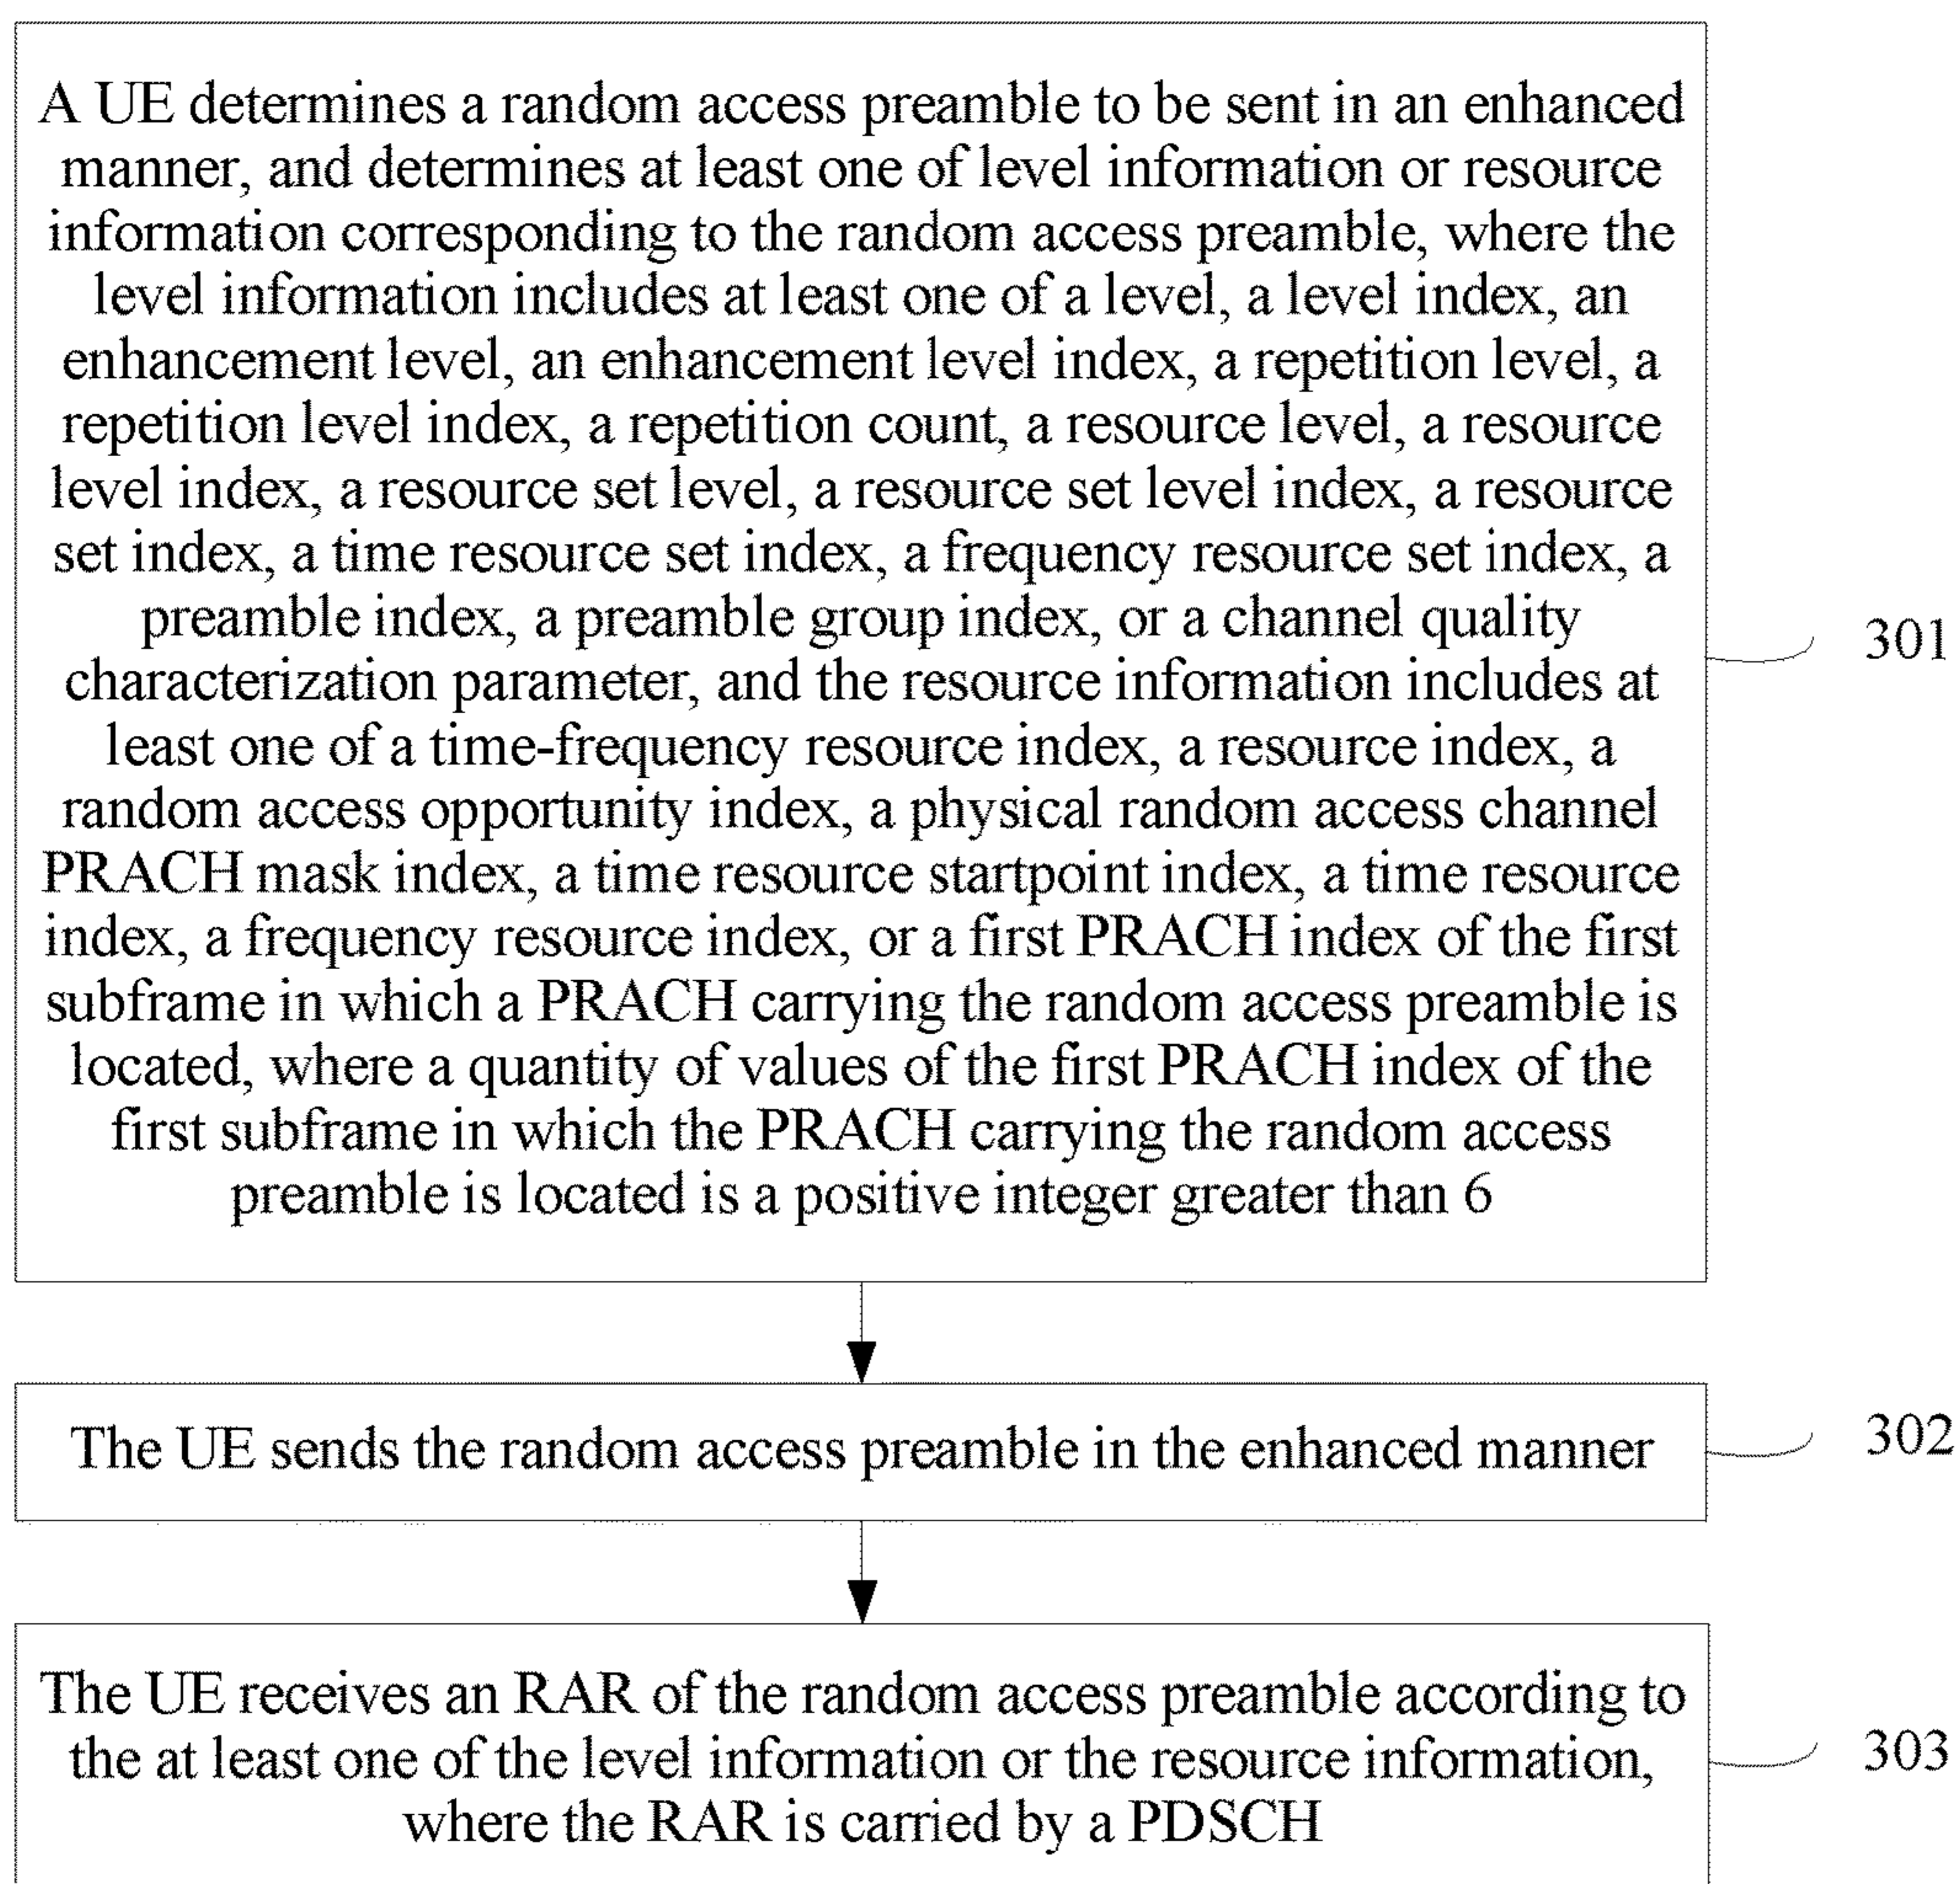 A UE determines a random access preamble to be sent in an enhanced
manner, and determines at least one of level information or resource
information corresponding to the random access preamble, where the
level information includes at least one of a level, a level index, an
enhancement level, an enhancement level index, a repetition level, a
repetition level index, a repetition count, a resource level, a resource
level index, a resource set level, a resource set level index, a resource
set index, a time resource set index, a frequency resource set index, a
preamble index, a preamble group index, or a channel quality
characterization parameter, and the resource information includes at
least one of a time-frequency resource index, a resource index, a
random access opportunity index, a physical random access channel
PRACH mask index, a time resource startpoint index, a time resource
index, a frequency resource index, or a first PRACH index of the first
subframe in which a PRACH carrying the random access preamble is
located, where a quantity of values of the first PRACH index of the
first subframe in which the PRACH carrying the random access
preamble is located is a positive integer greater than 6
301
The UE sends the random access preamble in the enhanced manner
302
The UE receives an RAR of the random access preamble according to
the at least one of the level information or the resource information,
where the RAR is carried by a PDSCH
303